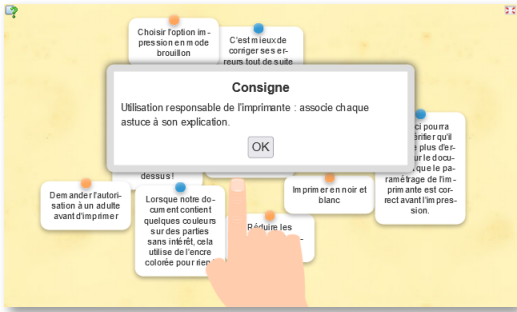 Choisir l'option im-
pression en mode
brouillon
C'est mieux de
corriger ses er-
reurs tout de suite
Consigne
Utilisation responsable de l'imprimante : associe chaque
astuce à son explication.
OK
dessus !
Demander l'autori-
sation à un adulte
avant d'imprimer
Lorsque notre do-
cument contient
quelques couleurs
sur des parties
sans intérêt, cela
utilise de l'encre
colorée pour rien
Réduire les
Imprimer en noir et
blanc
ci pourra
érifier qu'il
plus d'er-
ur le docu-
que le pa-
ramétrage de l'im-
primante est cor-
rect avant l'impres-
sion.